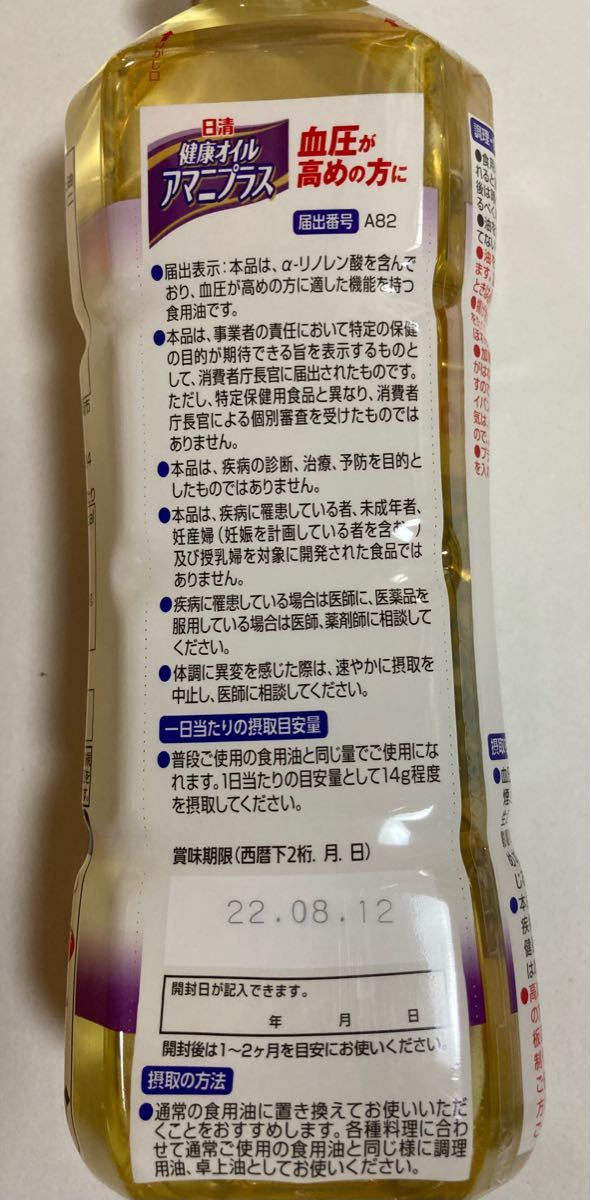 はがし口
日清
健康オイル
アマニプラス
血圧が
高めの方に
届出番号 A82
●届出表示：本品は、α-リノレン酸を含んで
おり、血圧が高めの方に適した機能を持つ
食用油です。
●本品は、事業者の責任において特定の保健
の目的が期待できる旨を表示するものと
して、消費者庁長官に届出されたものです。
ただし、特定保健用食品と異なり、消費者
庁長官による個別審査を受けたものでは
ありません。
●本品は、疾病の診断、治療、予防を目的と
したものではありません。
●本品は、疾病に罹患している者、未成年者、
妊産婦（妊娠を計画している者を含む。）
及び授乳婦を対象に開発された食品では
ありません。
●疾病に罹患している場合は医師に、医薬品を
服用している場合は医師、薬剤師に相談して
ください。
●体調に異変を感じた際は、速やかに摂取を
中止し、医師に相談してください。
一日当たりの摂取目安量
●普段ご使用の食用油と同じ量でご使用にな
れます。1日当たりの目安量として14g程度
を摂取してください。
賞味期限（西暦下2桁．月．日）
22.08.12
開封日が記入できます。
年 月 日
開封後は1〜2ヶ月を目安にお使いください。
摂取の方法
●通常の食用油に置き換えてお使いいただ
くことをおすすめします。各種料理に合わ
せて通常ご使用の食用油と同じ様に調理
用油、卓上油としてお使いください。